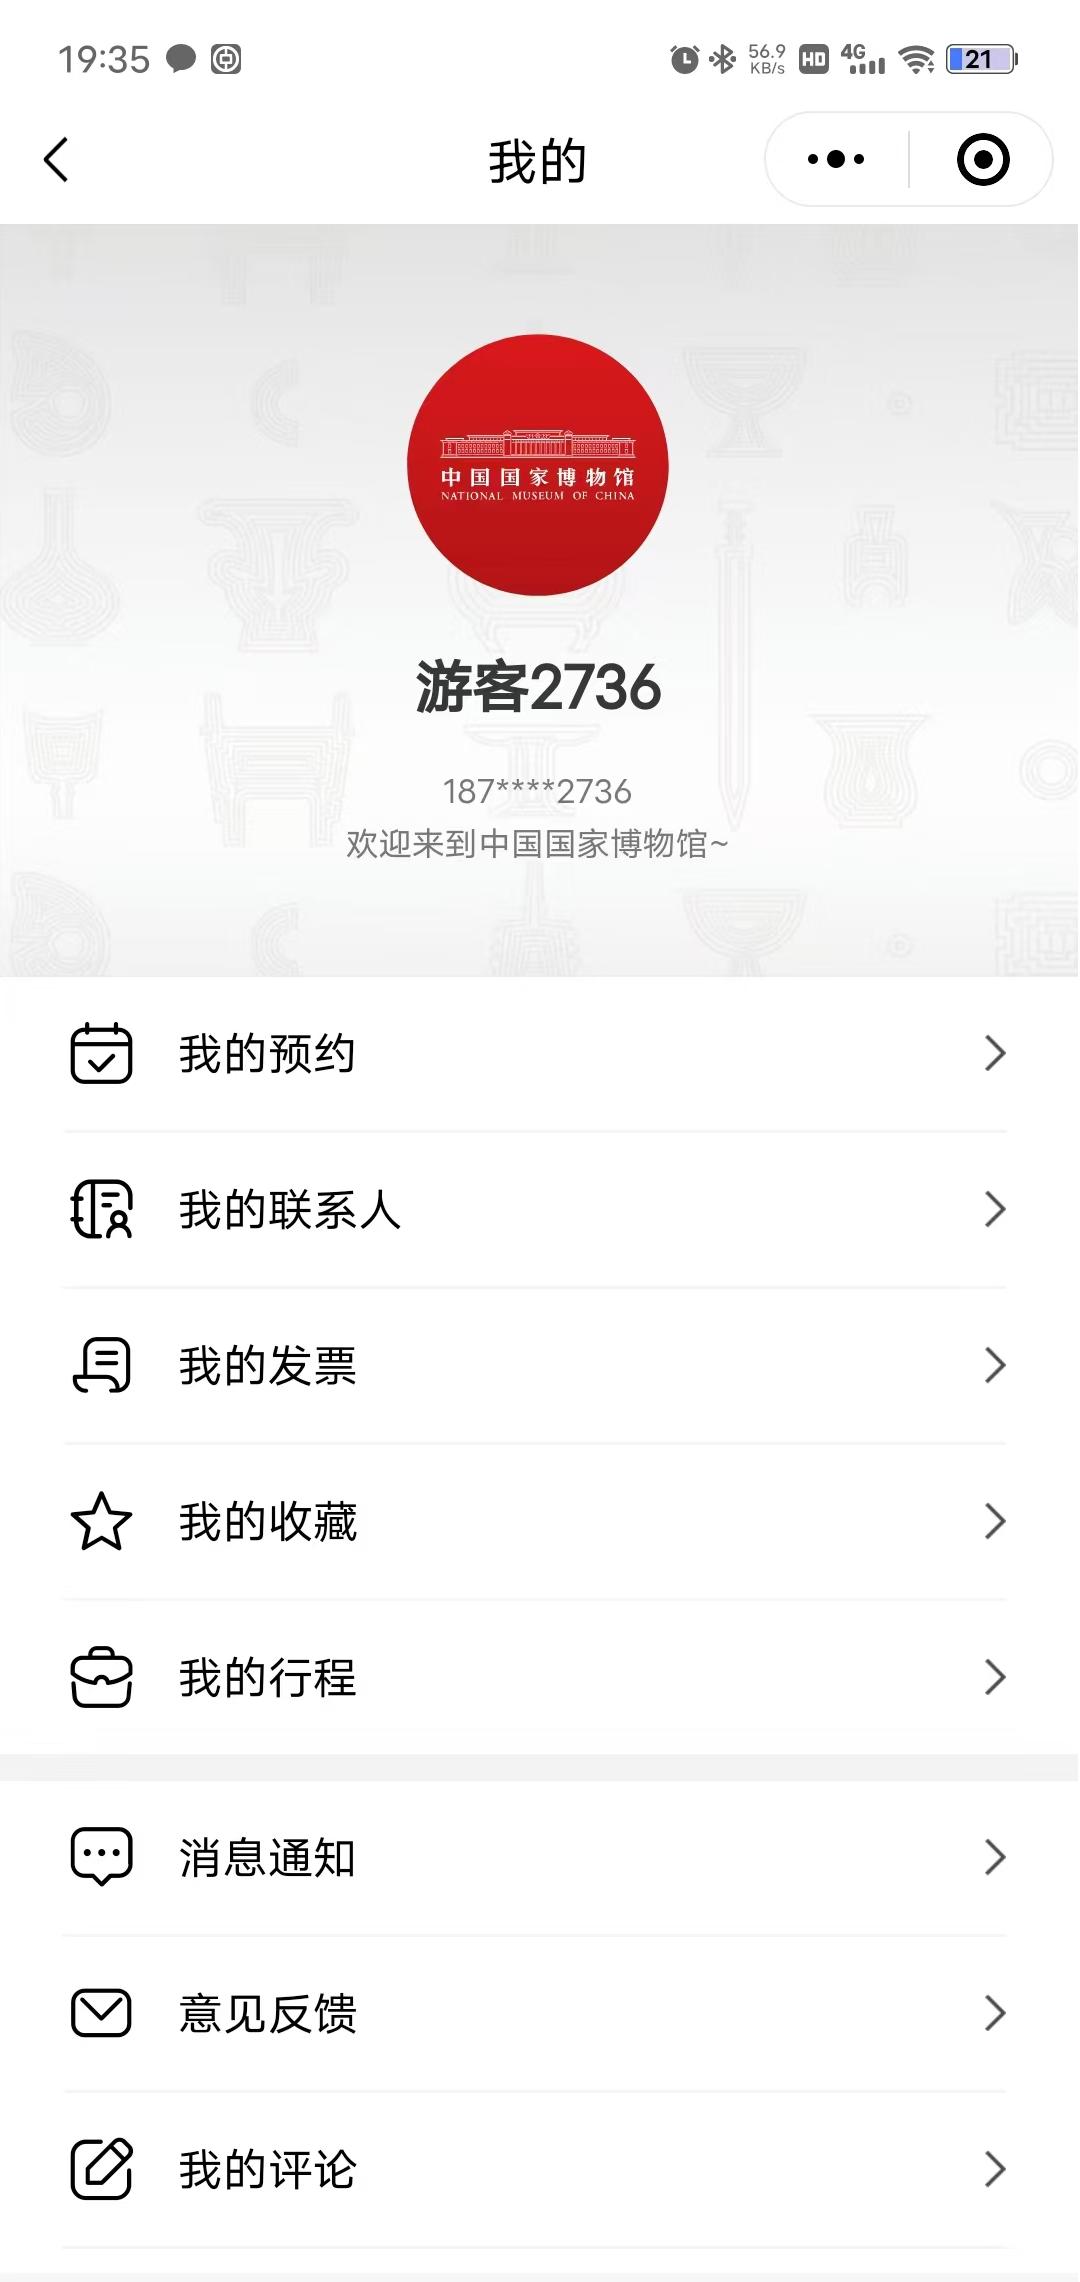 19:35 56.9 KB/s HD 4G 21
我的
中国国家博物馆
NATIONAL MUSEUM OF CHINA
游客2736
187****2736
欢迎来到中国国家博物馆~
我的预约
我的联系人
我的发票
我的收藏
我的行程
消息通知
意见反馈
我的评论